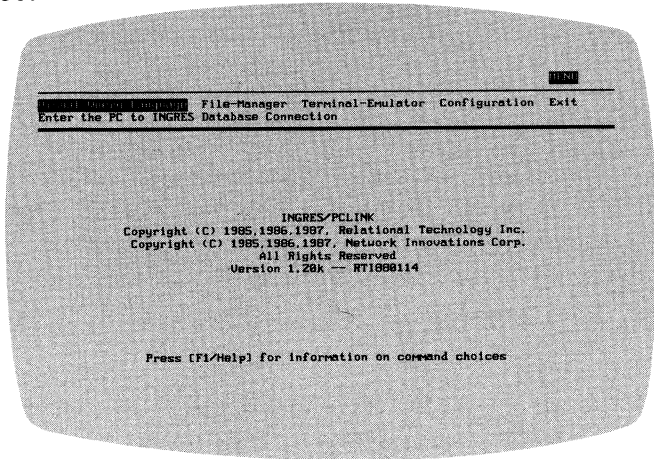 MENU
File-Manager Terminal-Emulator Configuration Exit
Enter the PC to INGRES Database Connection
INGRES/PCLINK
Copyright (C) 1985,1986,1987, Relational Technology Inc.
Copyright (C) 1985,1986,1987, Network Innovations Corp.
All Rights Reserved
Version 1.20k -- RTI880114
Press [F1/Help] for information on command choices